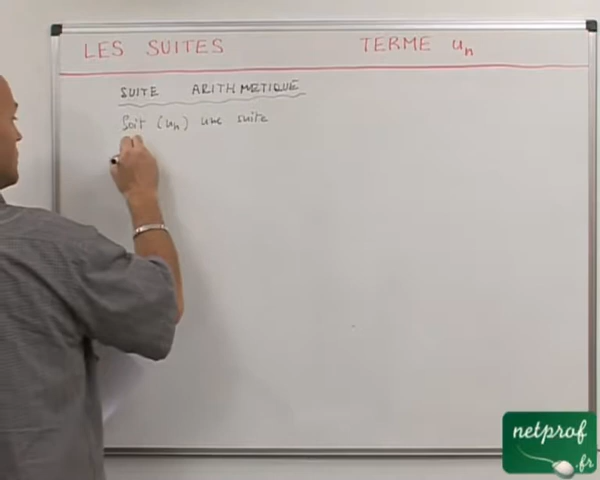 LES SUITES TERME un
SUITE ARITHMETIQUE
Soit (un) une suite
netprof
.fr